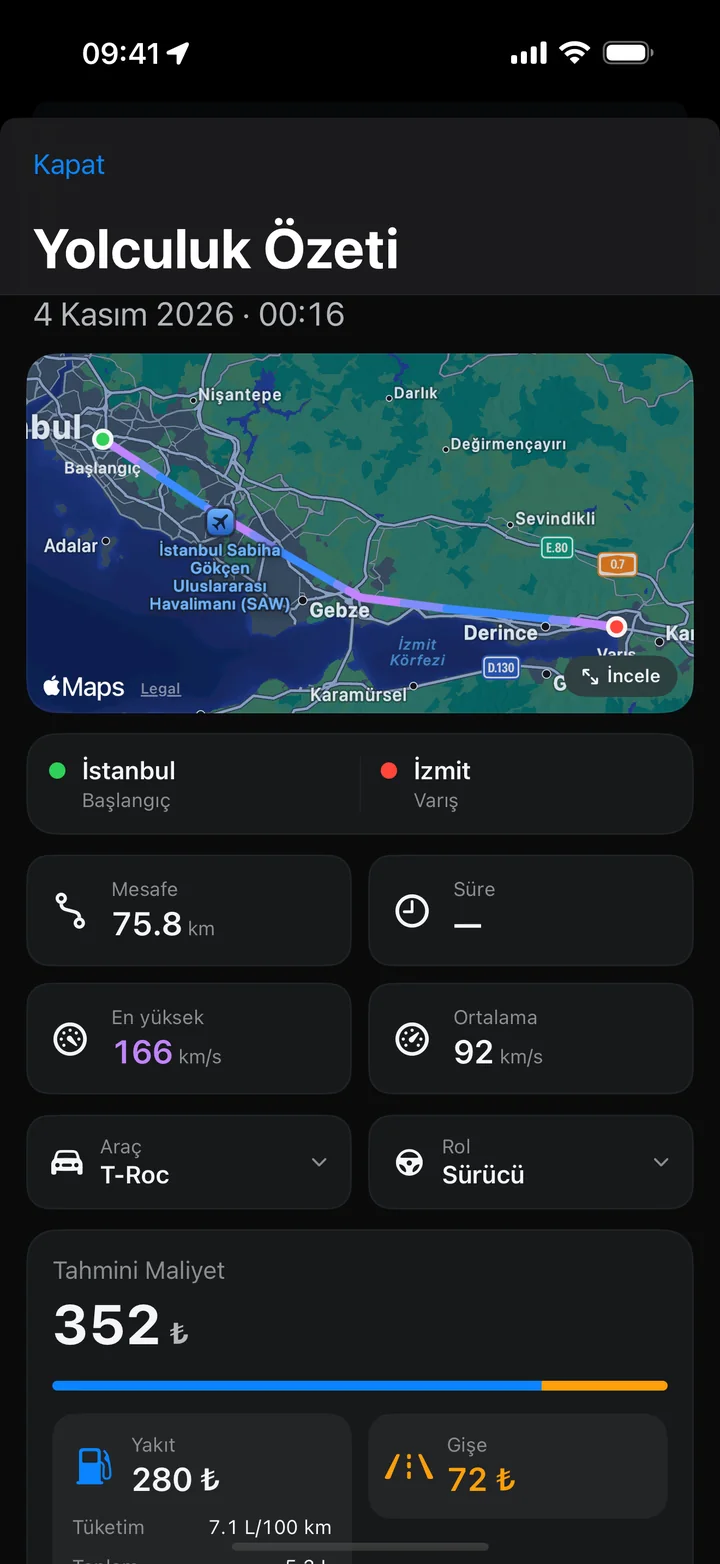 09:41
Kapat
Yolculuk Özeti
4 Kasım 2026 · 00:16
Nişantepe
Darlık
bul
Değirmençayırı
Başlangıç
Sevindikli
Adalar
E.80
İstanbul Sabiha
Gökçen
Uluslararası
Havalimanı (SAW)
0.7
Gebze
Derince
Kar
İzmit
Körfezi
Varış
D.130
G
İncele
Maps
Legal
Karamürsel
İstanbul
Başlangıç
İzmit
Varış
Mesafe
75.8 km
Süre
—
En yüksek
166 km/s
Ortalama
92 km/s
Araç
T-Roc
Rol
Sürücü
Tahmini Maliyet
352 ₺
Yakıt
280 ₺
Gişe
72 ₺
Tüketim 7.1 L/100 km